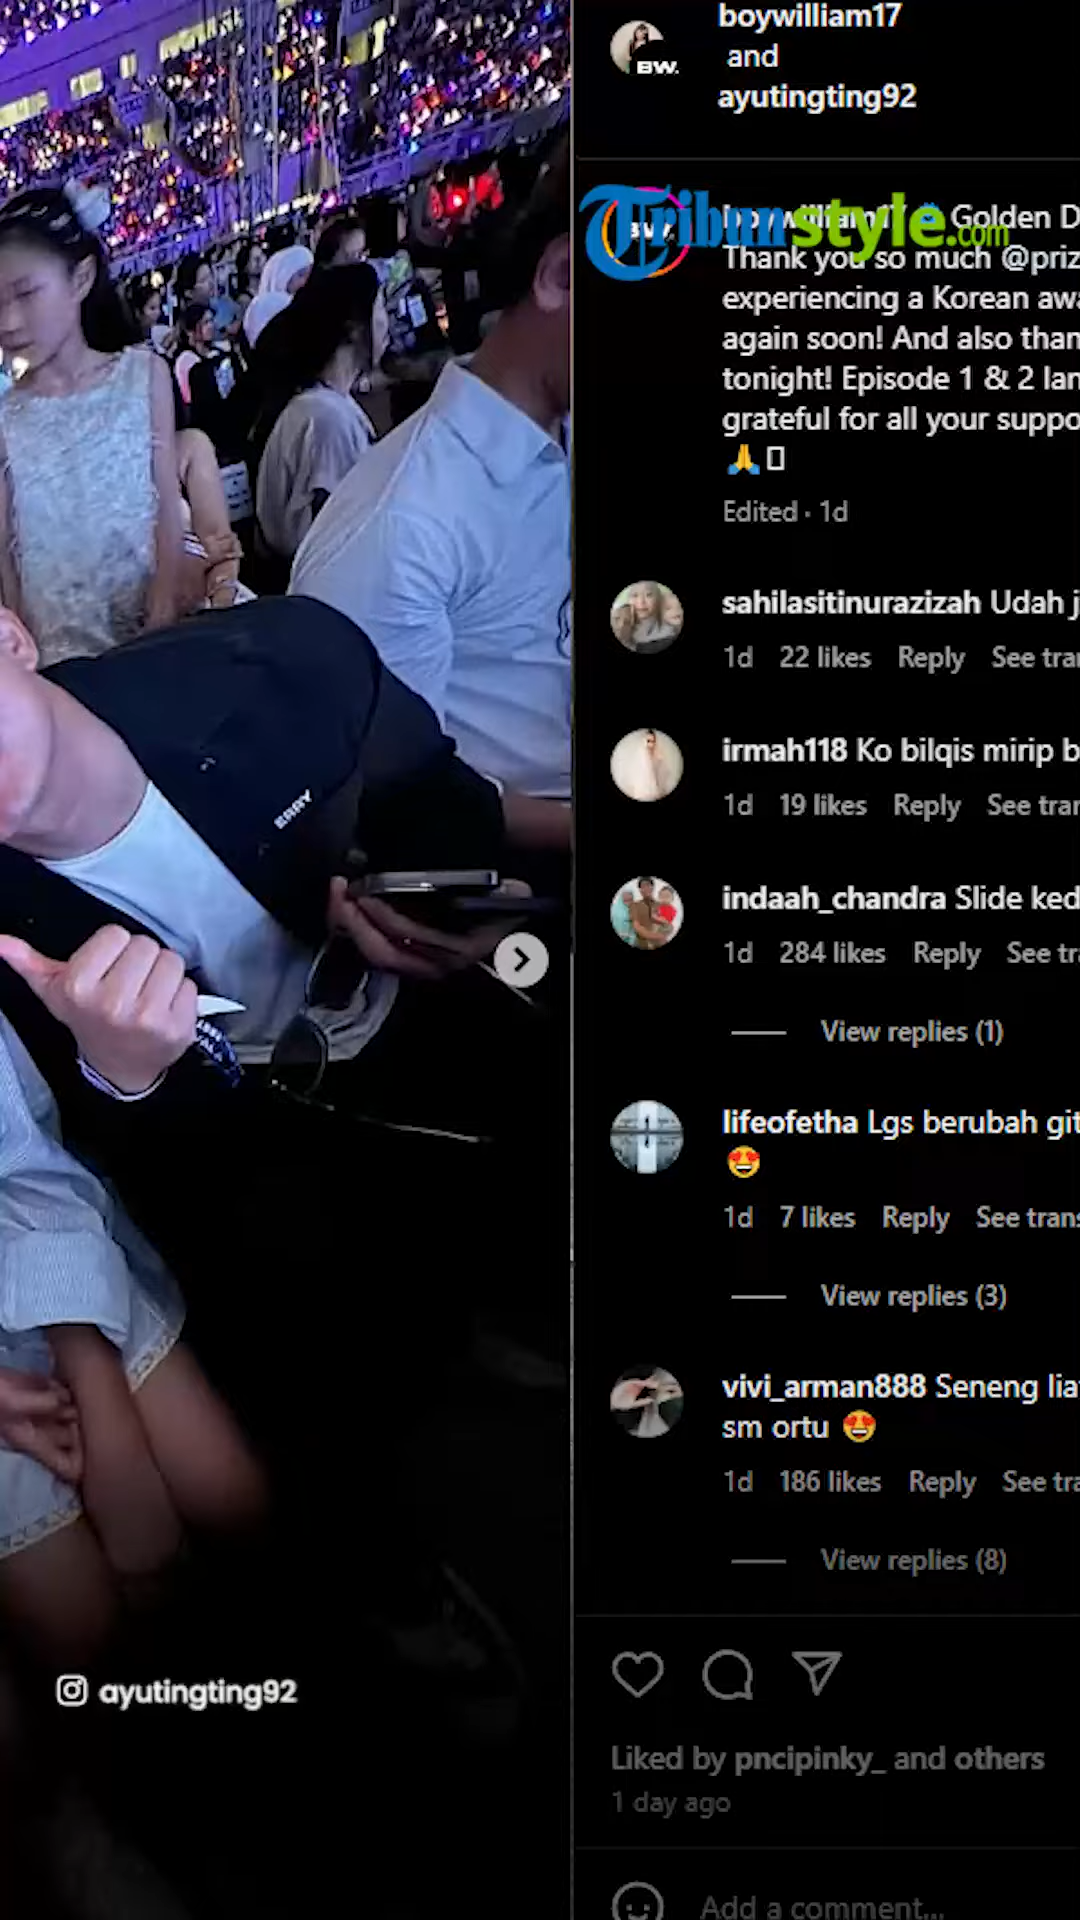 boywilliam17
and
ayutingting92
BW.
Tribunstyle.com
Golden D
Thank you so much @priz
experiencing a Korean awa
again soon! And also than
tonight! Episode 1 & 2 lan
grateful for all your suppo
🙏
Edited · 1d
sahilasitinurazizah Udah j
1d 22 likes Reply See tra
irmah118 Ko bilqis mirip b
1d 19 likes Reply See tra
indaah_chandra Slide ked
1d 284 likes Reply See tr
View replies (1)
lifeofetha Lgs berubah git
😍
1d 7 likes Reply See trans
View replies (3)
vivi_arman888 Seneng liat
sm ortu 😍
1d 186 likes Reply See tra
View replies (8)
ayutingting92
Liked by pncipinky_ and others
1 day ago
Add a comment...